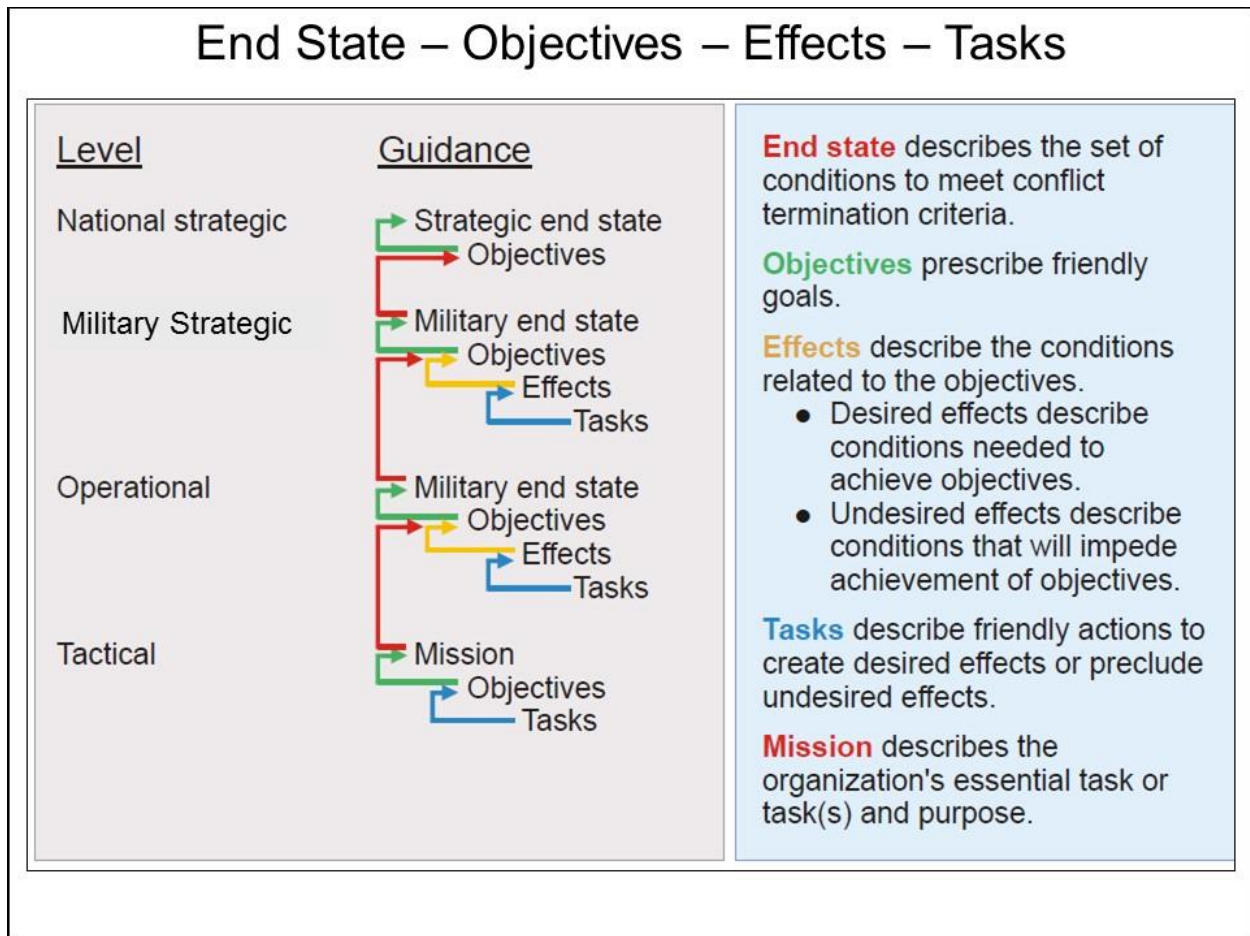 End State – Objectives – Effects – Tasks
Level
Guidance
National strategic
Strategic end state
Objectives
Military Strategic
Military end state
Objectives
Effects
Tasks
Operational
Military end state
Objectives
Effects
Tasks
Tactical
Mission
Objectives
Tasks
End state describes the set of
conditions to meet conflict
termination criteria.
Objectives prescribe friendly
goals.
Effects describe the conditions
related to the objectives.
● Desired effects describe
conditions needed to
achieve objectives.
● Undesired effects describe
conditions that will impede
achievement of objectives.
Tasks describe friendly actions to
create desired effects or preclude
undesired effects.
Mission describes the
organization's essential task or
task(s) and purpose.